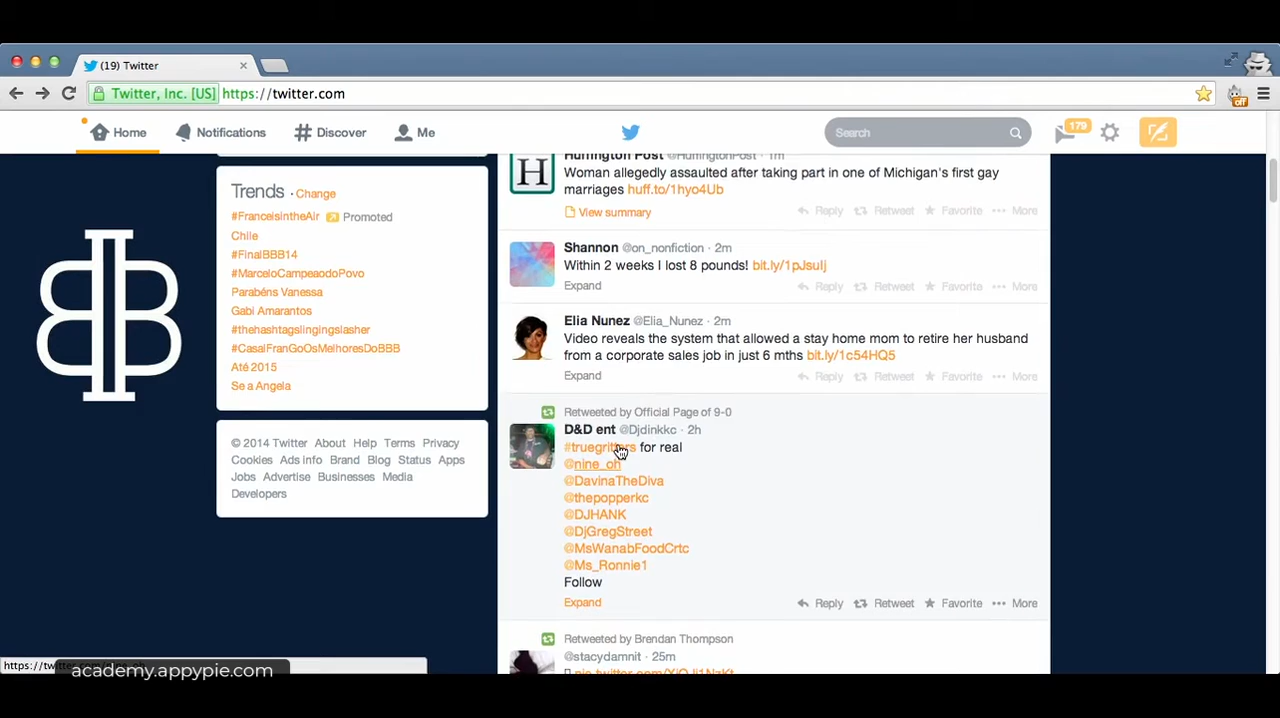 (19) Twitter
Twitter, Inc. [US] https://twitter.com
off
Home Notifications Discover Me Search 179
Trends · Change
#FranceisintheAir Promoted
Chile
#FinalBBB14
#MarceloCampeaodoPovo
Parabéns Vanessa
Gabi Amarantos
#thehashtagslingingslasher
#CasalFranGoOsMelhoresDoBBB
Até 2015
Se a Angela
© 2014 Twitter About Help Terms Privacy
Cookies Ads info Brand Blog Status Apps
Jobs Advertise Businesses Media
Developers
H
Huffington Post @HuffingtonPost · 1m
Woman allegedly assaulted after taking part in one of Michigan's first gay
marriages huff.to/1hyo4Ub
View summary
Reply Retweet Favorite More
Shannon @on_nonfiction · 2m
Within 2 weeks I lost 8 pounds! bit.ly/1pJsuIj
Expand
Reply Retweet Favorite More
Elia Nunez @Elia_Nunez · 2m
Video reveals the system that allowed a stay home mom to retire her husband
from a corporate sales job in just 6 mths bit.ly/1c54HQ5
Expand
Reply Retweet Favorite More
Retweeted by Official Page of 9-0
D&D ent @Djdinkkc · 2h
#truegritters for real
@nine_oh
@DavinaTheDiva
@thepopperkc
@DJHANK
@DjGregStreet
@MsWanabFoodCrtc
@Ms_Ronnie1
Follow
Expand
Reply Retweet Favorite More
Retweeted by Brendan Thompson
@stacydamnit · 25m
academy.appypie.com